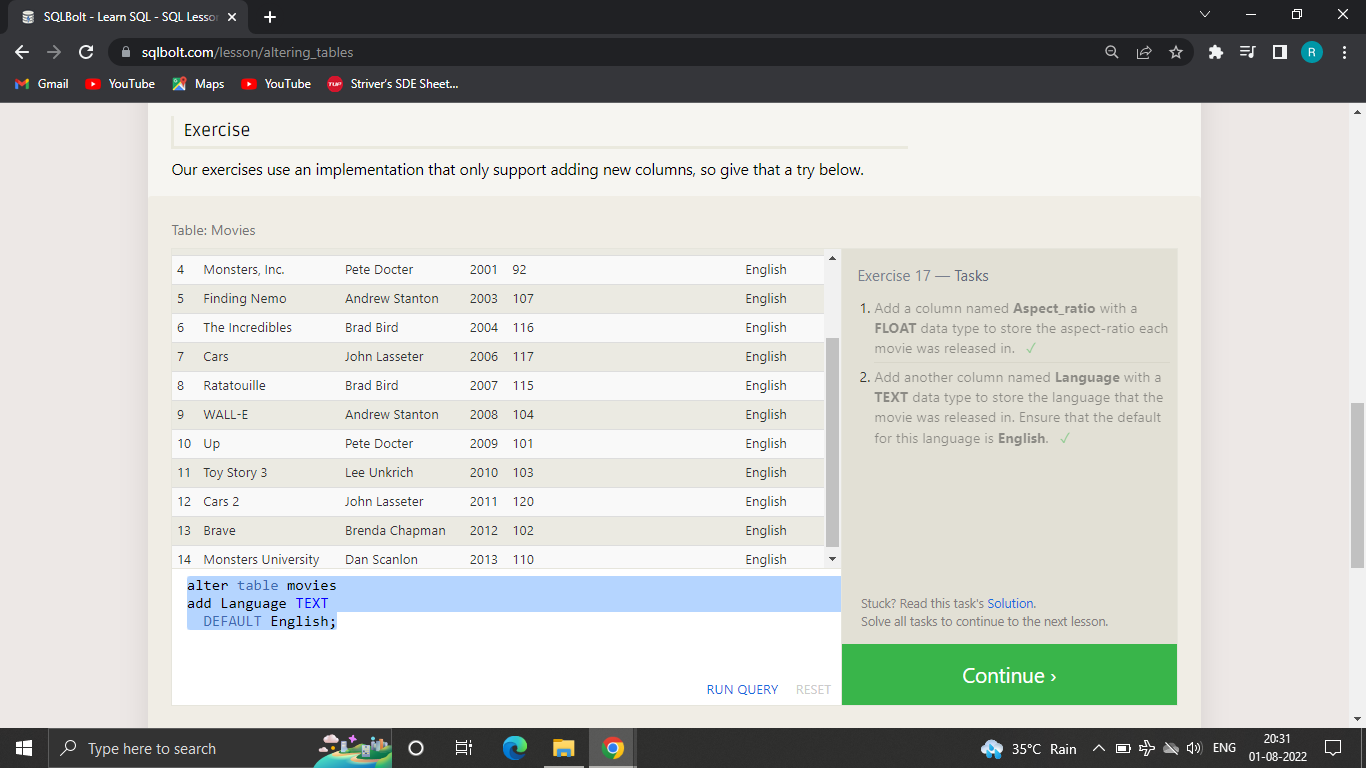 SQLBolt - Learn SQL - SQL Lesson
sqlbolt.com/lesson/altering_tables
R
Gmail
YouTube
Maps
YouTube
TUF
Striver's SDE Sheet...
Exercise
Our exercises use an implementation that only support adding new columns, so give that a try below.
Table: Movies
4 Monsters, Inc. Pete Docter 2001 92 English
5 Finding Nemo Andrew Stanton 2003 107 English
6 The Incredibles Brad Bird 2004 116 English
7 Cars John Lasseter 2006 117 English
8 Ratatouille Brad Bird 2007 115 English
9 WALL-E Andrew Stanton 2008 104 English
10 Up Pete Docter 2009 101 English
11 Toy Story 3 Lee Unkrich 2010 103 English
12 Cars 2 John Lasseter 2011 120 English
13 Brave Brenda Chapman 2012 102 English
14 Monsters University Dan Scanlon 2013 110 English
alter table movies
add Language TEXT
DEFAULT English;
RUN QUERY RESET
Exercise 17 — Tasks
1. Add a column named Aspect_ratio with a
FLOAT data type to store the aspect-ratio each
movie was released in. ✓
2. Add another column named Language with a
TEXT data type to store the language that the
movie was released in. Ensure that the default
for this language is English. ✓
Stuck? Read this task's Solution.
Solve all tasks to continue to the next lesson.
Continue ›
Type here to search
35°C Rain
ENG
20:31
01-08-2022